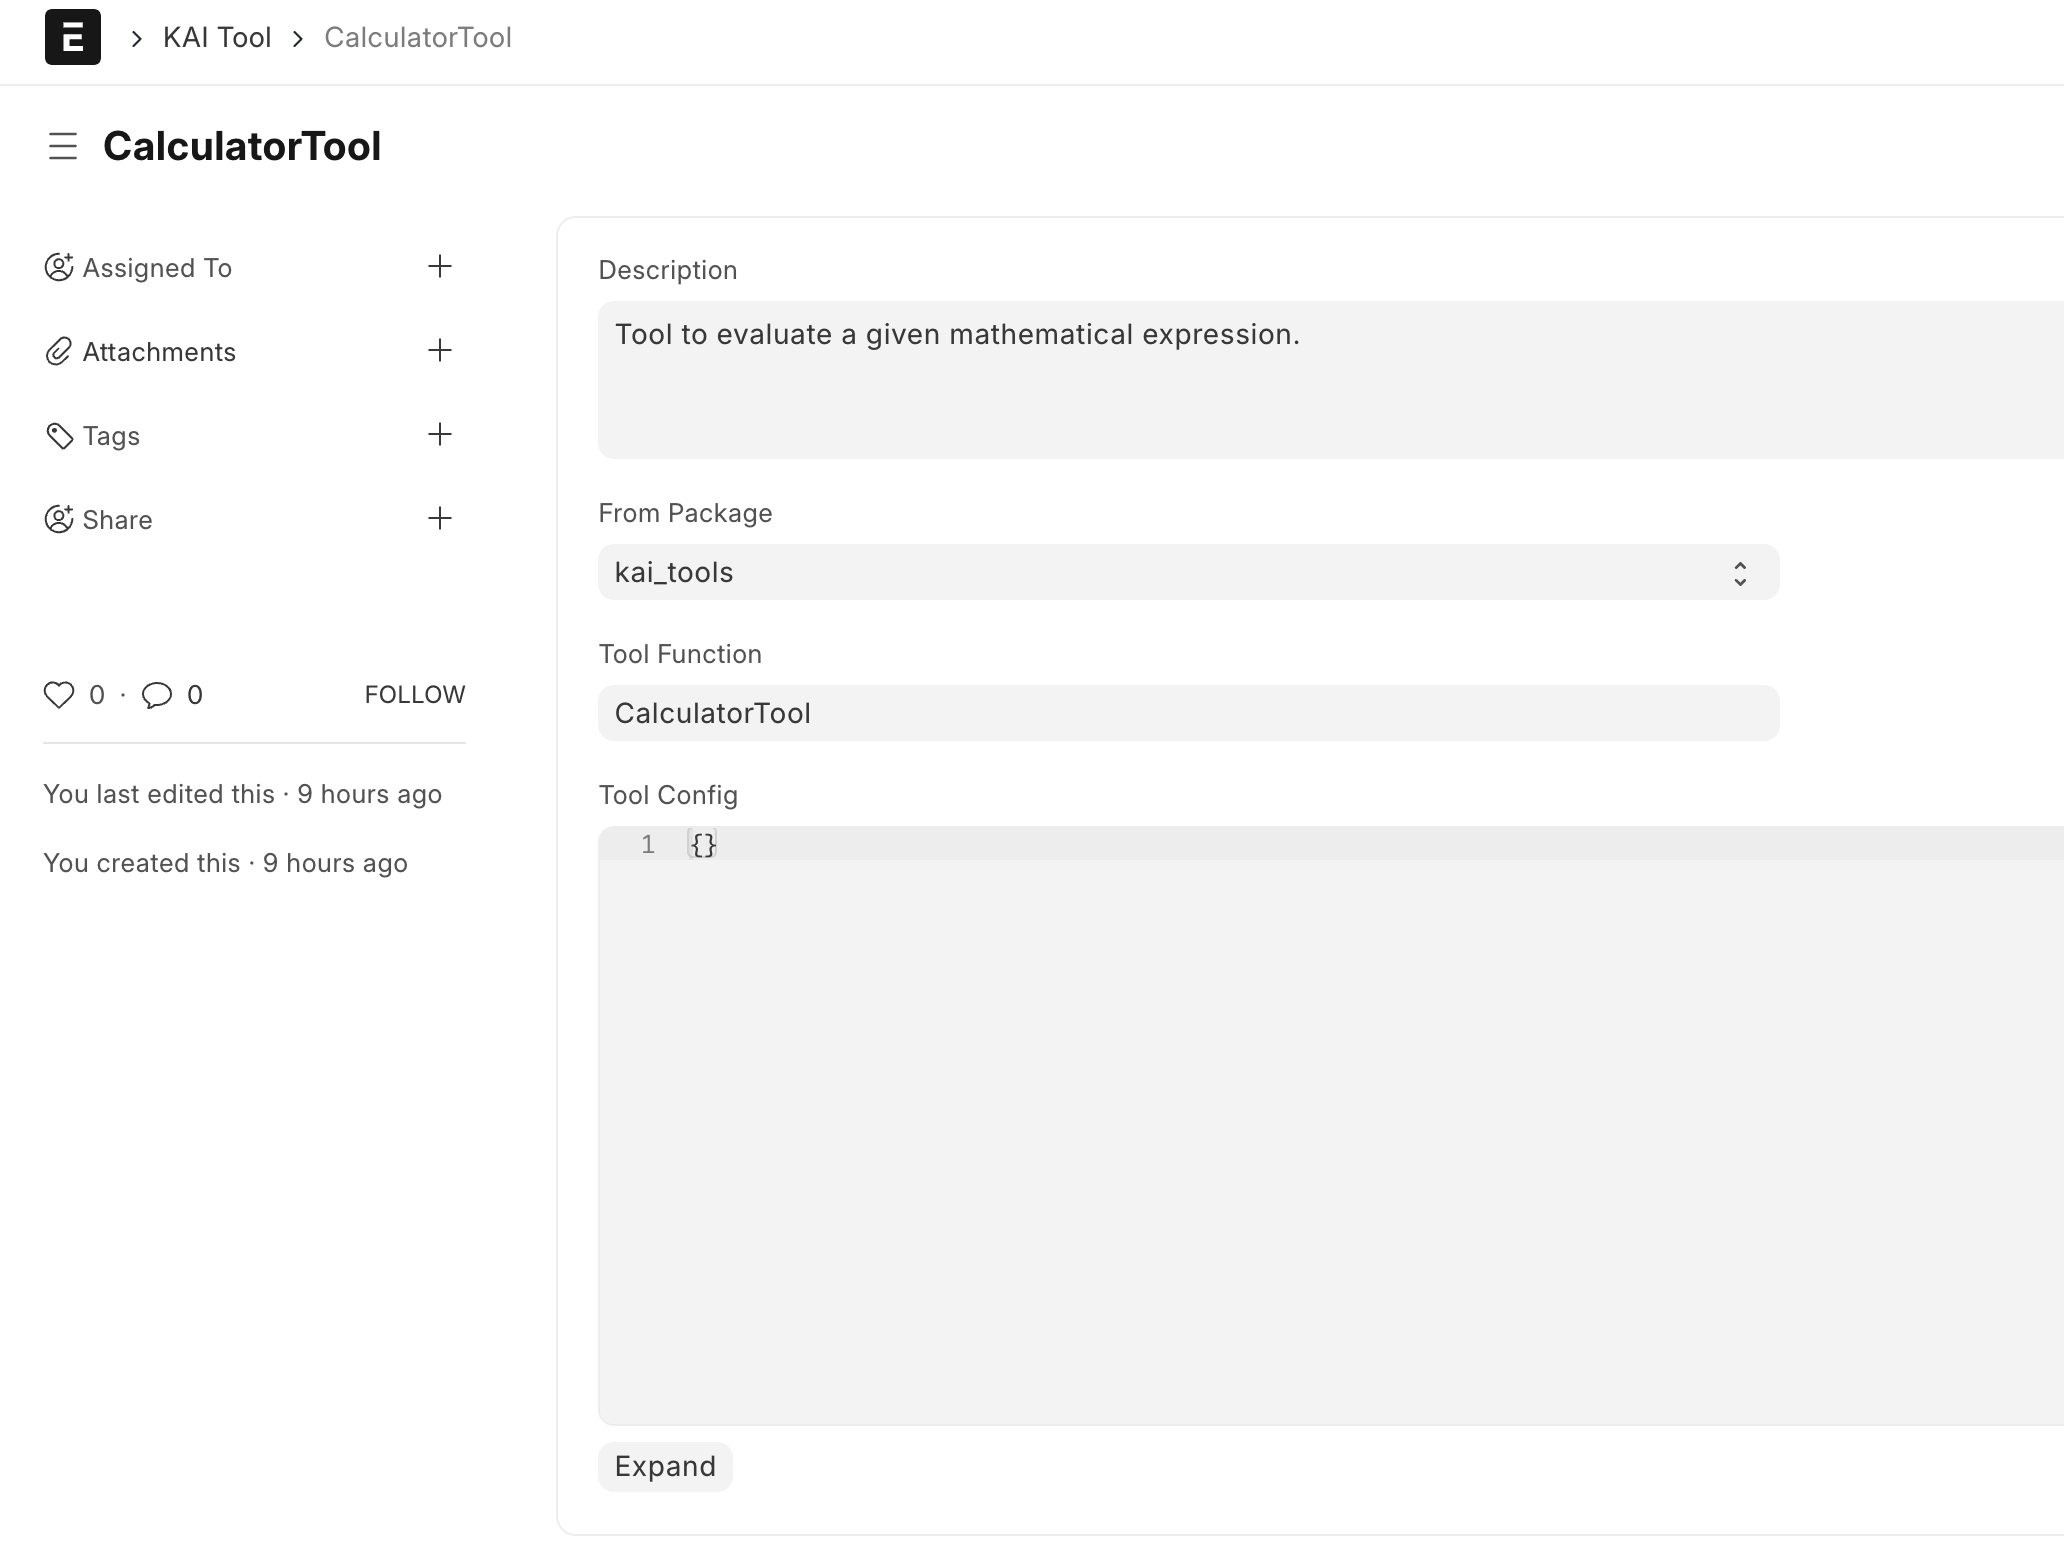 E
KAI Tool
CalculatorTool
CalculatorTool
Assigned To
Attachments
Tags
Share
0 · 0 FOLLOW
You last edited this · 9 hours ago
You created this · 9 hours ago
Description
Tool to evaluate a given mathematical expression.
From Package
kai_tools
Tool Function
CalculatorTool
Tool Config
1 {}
Expand